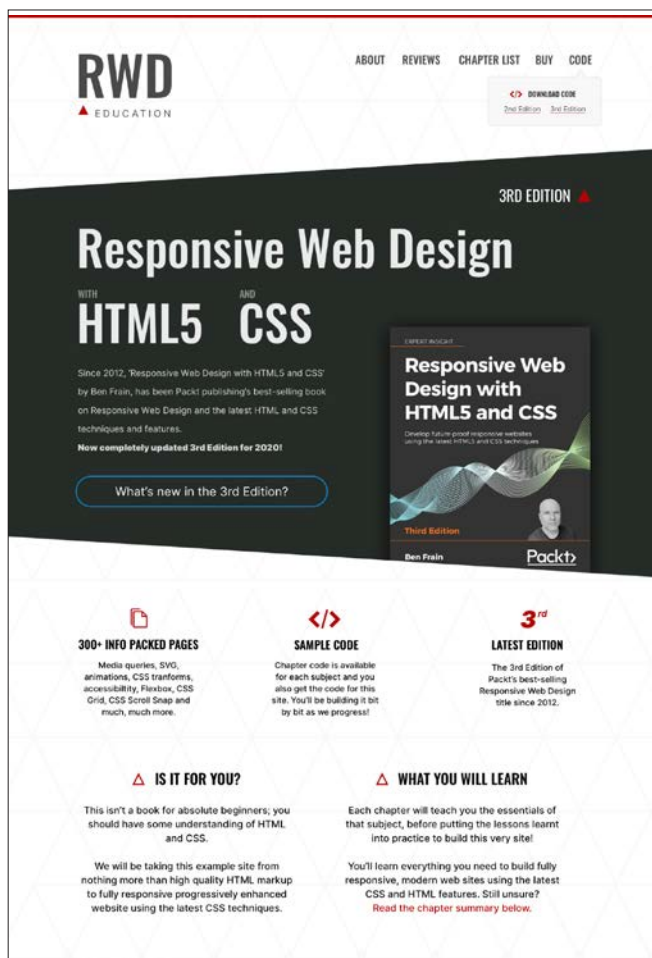 RWD
EDUCATION
ABOUT REVIEWS CHAPTER LIST BUY CODE
</> DOWNLOAD CODE
2nd Edition 3rd Edition
3RD EDITION
Responsive Web Design
WITH AND
HTML5 CSS
Since 2012, 'Responsive Web Design with HTML5 and CSS'
by Ben Frain, has been Packt publishing's best-selling book
on Responsive Web Design and the latest HTML and CSS
techniques and features.
Now completely updated 3rd Edition for 2020!
What's new in the 3rd Edition?
EXPERT INSIGHT
Responsive Web
Design with
HTML5 and CSS
Develop future proof responsive websites
using the latest HTML5 and CSS techniques
Third Edition
Ben Frain
Packt>
300+ INFO PACKED PAGES
Media queries, SVG,
animations, CSS tranforms,
accessibiltity, Flexbox, CSS
Grid, CSS Scroll Snap and
much, much more.
</>
SAMPLE CODE
Chapter code is available
for each subject and you
also get the code for this
site. You'll be building it bit
by bit as we progress!
3rd
LATEST EDITION
The 3rd Edition of
Packt's best-selling
Responsive Web Design
title since 2012.
IS IT FOR YOU?
This isn't a book for absolute beginners; you
should have some understanding of HTML
and CSS.
We will be taking this example site from
nothing more than high quality HTML markup
to fully responsive progressively enhanced
website using the latest CSS techniques.
WHAT YOU WILL LEARN
Each chapter will teach you the essentials of
that subject, before putting the lessons learnt
into practice to build this very site!
You'll learn everything you need to build fully
responsive, modern web sites using the latest
CSS and HTML features. Still unsure?
Read the chapter summary below.